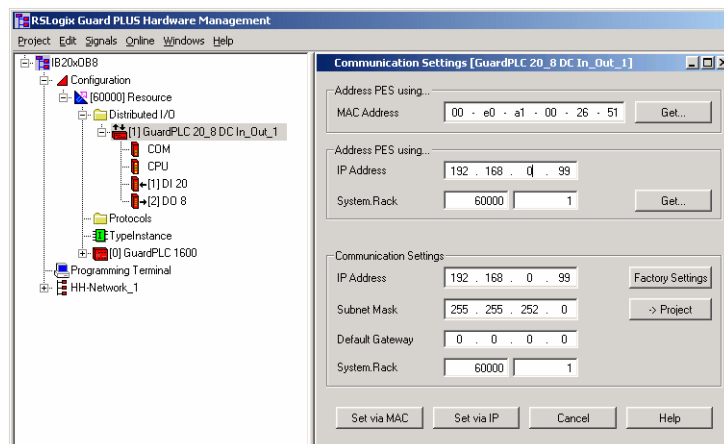 RSLogix Guard PLUS Hardware Management
Project Edit Signals Online Windows Help
IB20xOB8
Configuration
[60000] Resource
Distributed I/O
[1] GuardPLC 20_8 DC In_Out_1
COM
CPU
[1] DI 20
[2] DO 8
Protocols
TypeInstance
[0] GuardPLC 1600
Programming Terminal
HH-Network_1
Communication Settings [GuardPLC 20_8 DC In_Out_1]
Address PES using...
MAC Address 00 - e0 - a1 - 00 - 26 - 51 Get...
Address PES using...
IP Address 192 . 168 . 0 . 99
System.Rack 60000 1 Get...
Communication Settings
IP Address 192 . 168 . 0 . 99 Factory Settings
Subnet Mask 255 . 255 . 252 . 0 -> Project
Default Gateway 0 . 0 . 0 . 0
System.Rack 60000 1
Set via MAC Set via IP Cancel Help